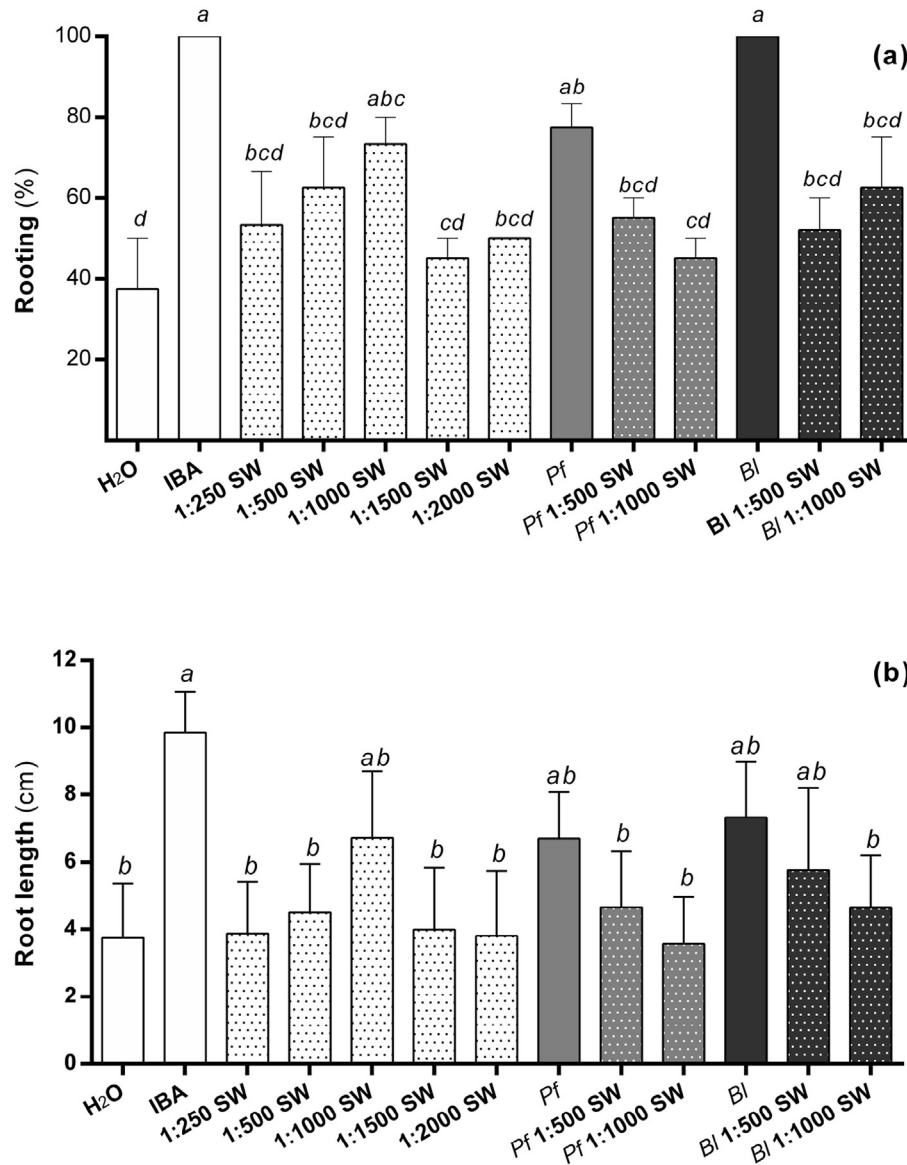 (a)
Rooting (%)
100
80
60
40
20
d
a
bcd
bcd
abc
cd
bcd
ab
bcd
cd
a
bcd
bcd
H2O
IBA
1:250 SW
1:500 SW
1:1000 SW
1:1500 SW
1:2000 SW
Pf
Pf 1:500 SW
Pf 1:1000 SW
Bl
Bl 1:500 SW
Bl 1:1000 SW
(b)
Root length (cm)
12
10
8
6
4
2
0
b
a
b
b
ab
b
b
ab
b
b
ab
ab
b
H2O
IBA
1:250 SW
1:500 SW
1:1000 SW
1:1500 SW
1:2000 SW
Pf
Pf 1:500 SW
Pf 1:1000 SW
Bl
Bl 1:500 SW
Bl 1:1000 SW